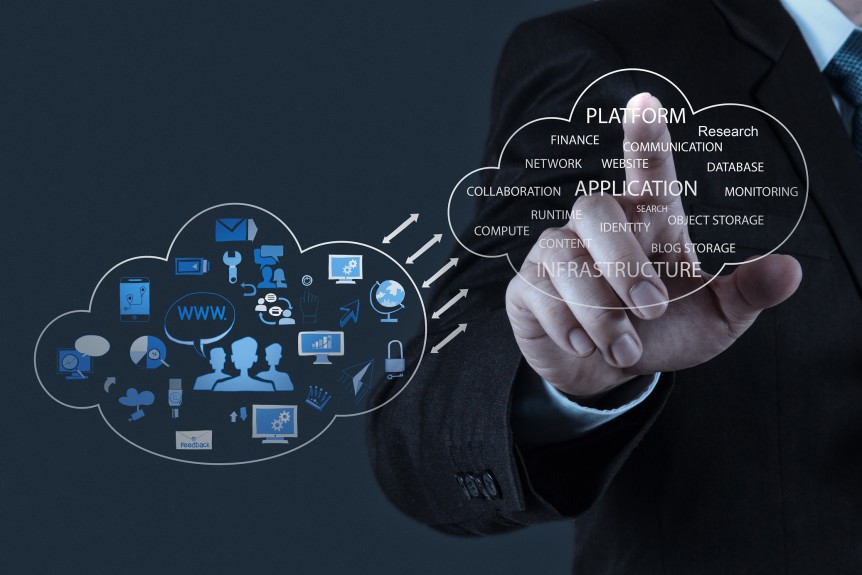 PLATFORM
FINANCE
Research
COMMUNICATION
NETWORK WEBSITE
DATABASE
COLLABORATION APPLICATION MONITORING
SEARCH
RUNTIME
OBJECT STORAGE
COMPUTE
IDENTITY
CONTENT
BLOG STORAGE
INFRASTRUCTURE
WWW.
Feedback